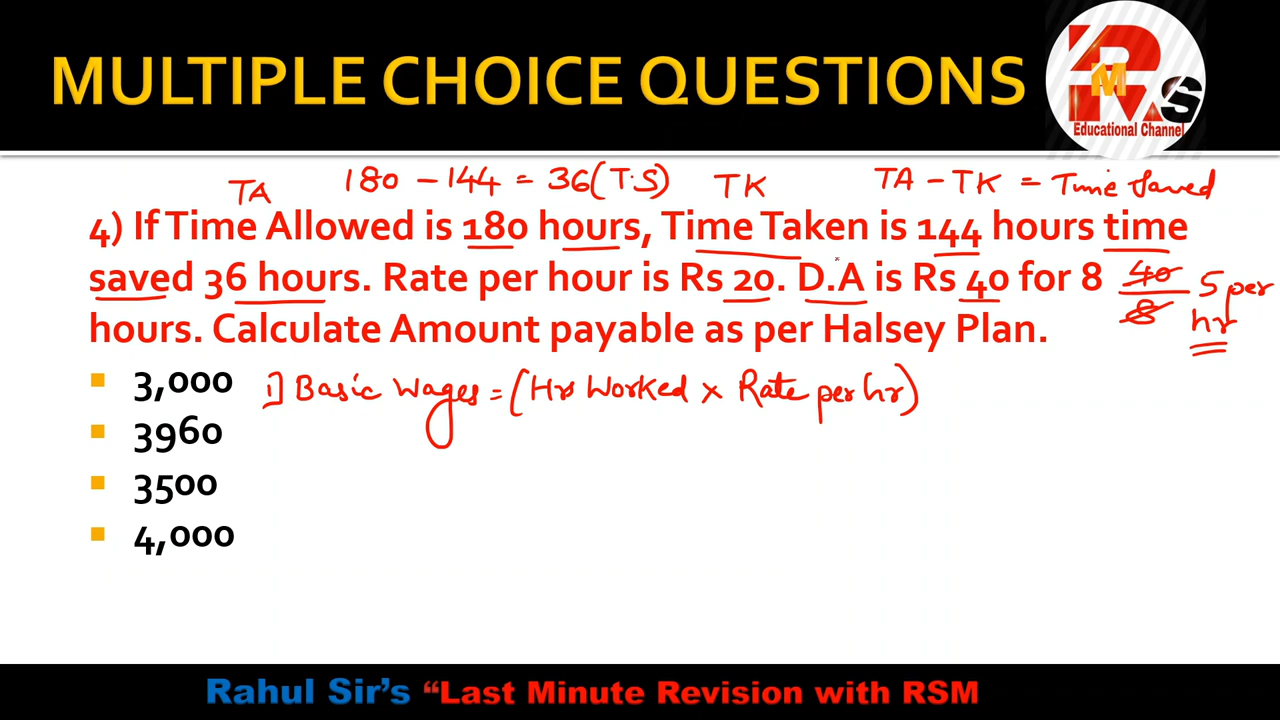 MULTIPLE CHOICE QUESTIONS
RMS
Educational Channel
TA 180 - 144 = 36(T.S) TK TA - TK = Time Saved
4) If Time Allowed is 180 hours, Time Taken is 144 hours time
saved 36 hours. Rate per hour is Rs 20. D.A is Rs 40 for 8
hours. Calculate Amount payable as per Halsey Plan.
40/8 5 per
hr
3,000
i] Basic Wages = (Hrs Worked x Rate per hr)
3960
3500
4,000
Rahul Sir's "Last Minute Revision with RSM